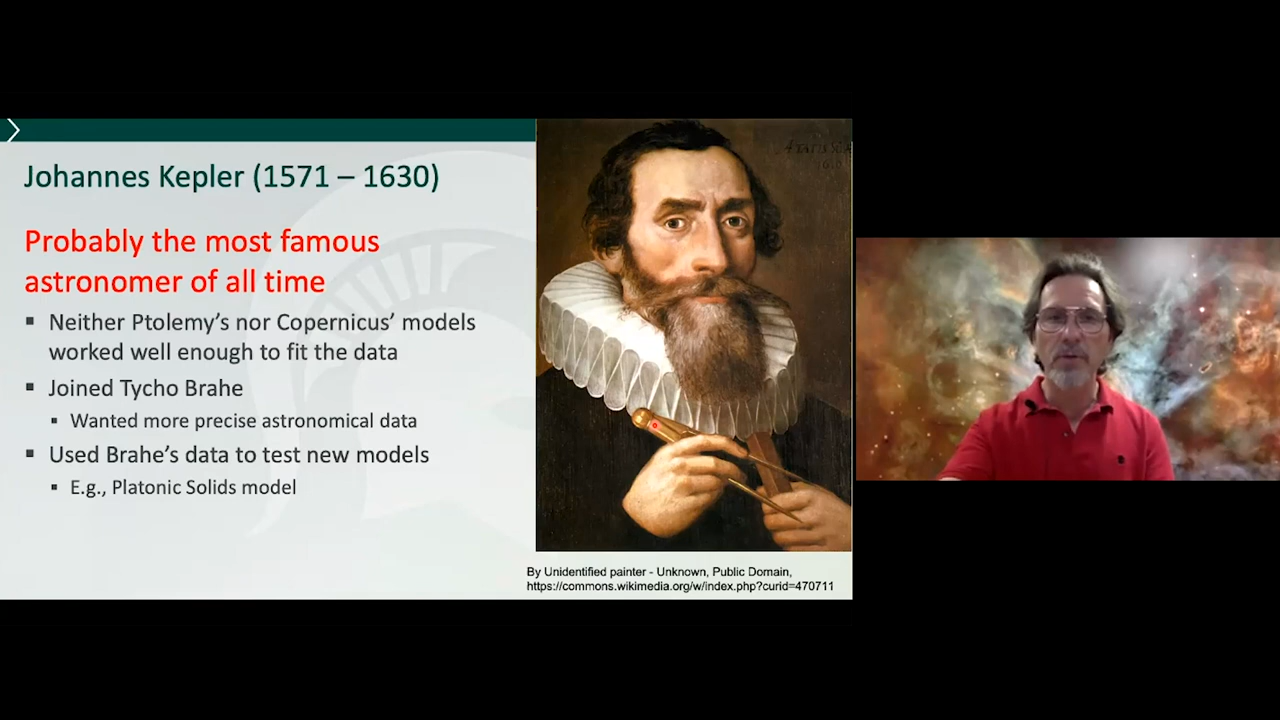 Johannes Kepler (1571 – 1630)
Probably the most famous
astronomer of all time
▪ Neither Ptolemy’s nor Copernicus’ models
worked well enough to fit the data
▪ Joined Tycho Brahe
▪ Wanted more precise astronomical data
▪ Used Brahe’s data to test new models
▪ E.g., Platonic Solids model
By Unidentified painter - Unknown, Public Domain,
https://commons.wikimedia.org/w/index.php?curid=470711